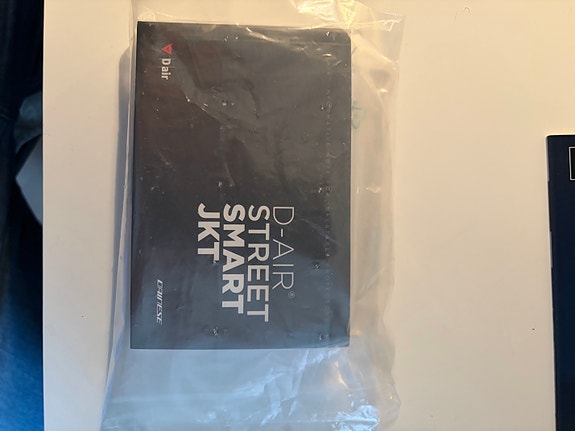 D air
D-AIR®
STREET
SMART
JKT
DAINESE